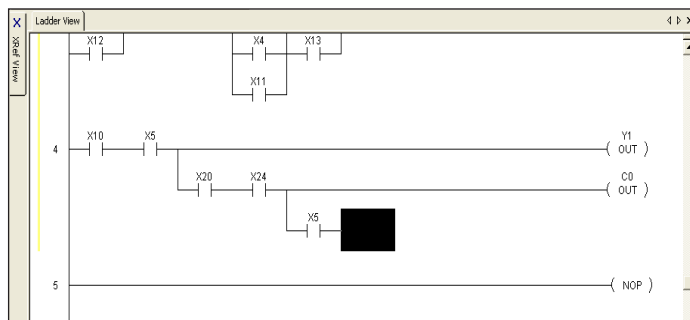 X
XRef View
Ladder View
X12
X4
X13
X11
4
X10
X5
Y1
OUT
X20
X24
C0
OUT
X5
5
NOP